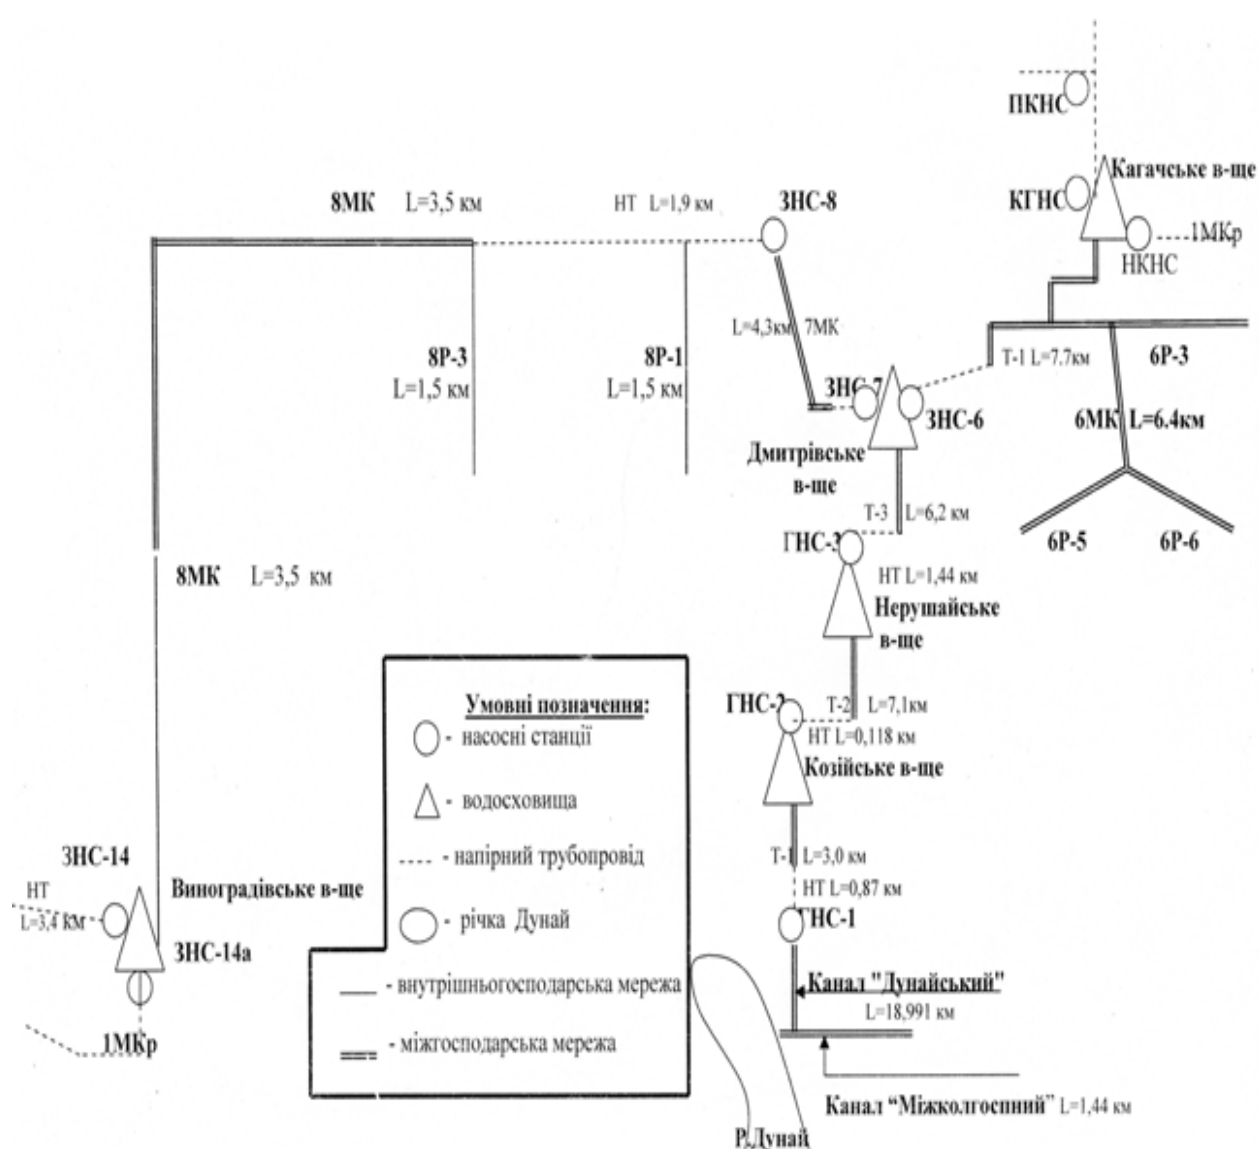 ПКНС
Кагачське в-ще
КГНС
1МКр
НКНС
8МК L=3,5 км
НТ L=1,9 км
ЗНС-8
L=4,3км 7МК
8Р-3
L=1,5 км
8Р-1
L=1,5 км
Т-1 L=7.7км
6Р-3
ЗНС-7
ЗНС-6
6МК L=6.4км
Дмитрівське
в-ще
Т-3 L=6,2 км
6Р-5
6Р-6
ГНС-3
НТ L=1,44 км
Нерушайське
в-ще
8МК L=3,5 км
ГНС-2
Т-2 L=7,1км
НТ L=0,118 км
Козійське в-ще
Умовні позначення:
- насосні станції
- водосховища
- напірний трубопровід
- річка Дунай
- внутрішньогосподарська мережа
- міжгосподарська мережа
Т-1 L=3,0 км
НТ L=0,87 км
ГНС-1
ЗНС-14
НТ
L=3,4 км
Виноградівське в-ще
ЗНС-14а
1МКр
Канал "Дунайський"
L=18,991 км
Канал “Міжколгоспний” L=1,44 км
Р.Дунай